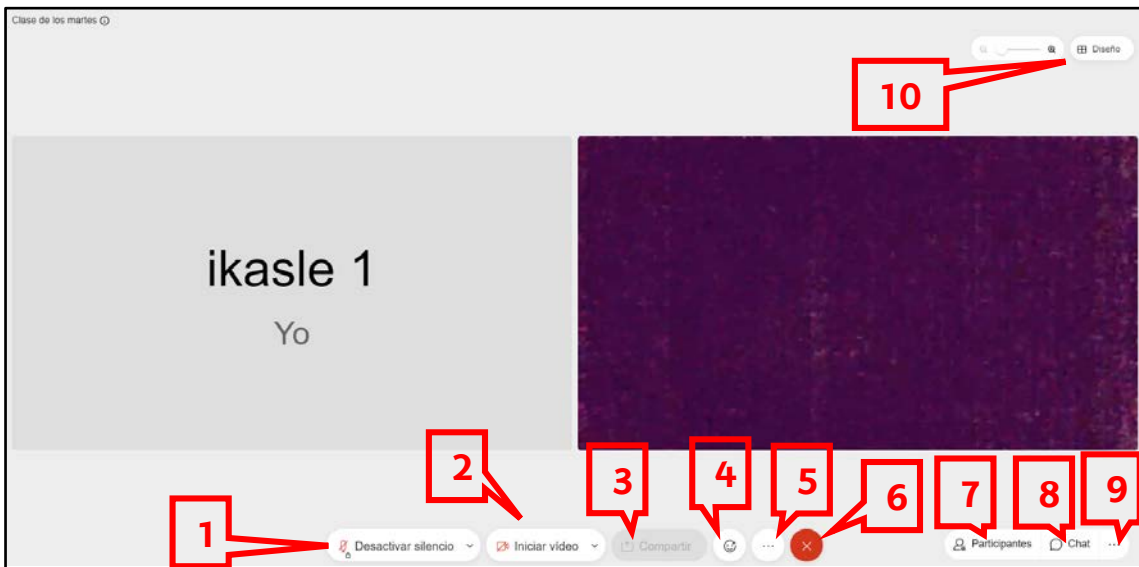 Clase de los martes
Diseño
10
ikasle 1
Yo
1
2
3
4
5
6
7
8
9
Desactivar silencio
Iniciar vídeo
Compartir
Participantes
Chat